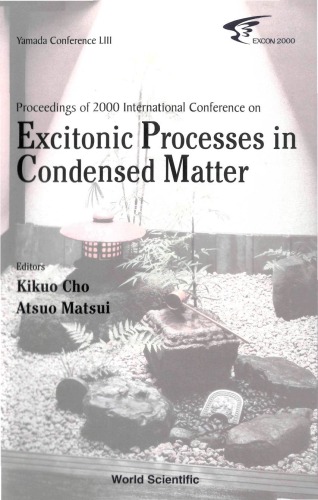 Yamada Conference LIII
EXCON 2000
Proceedings of 2000 International Conference on
Excitonic Processes in
Condensed Matter
Editors
Kikuo Cho
Atsuo Matsui
World Scientific